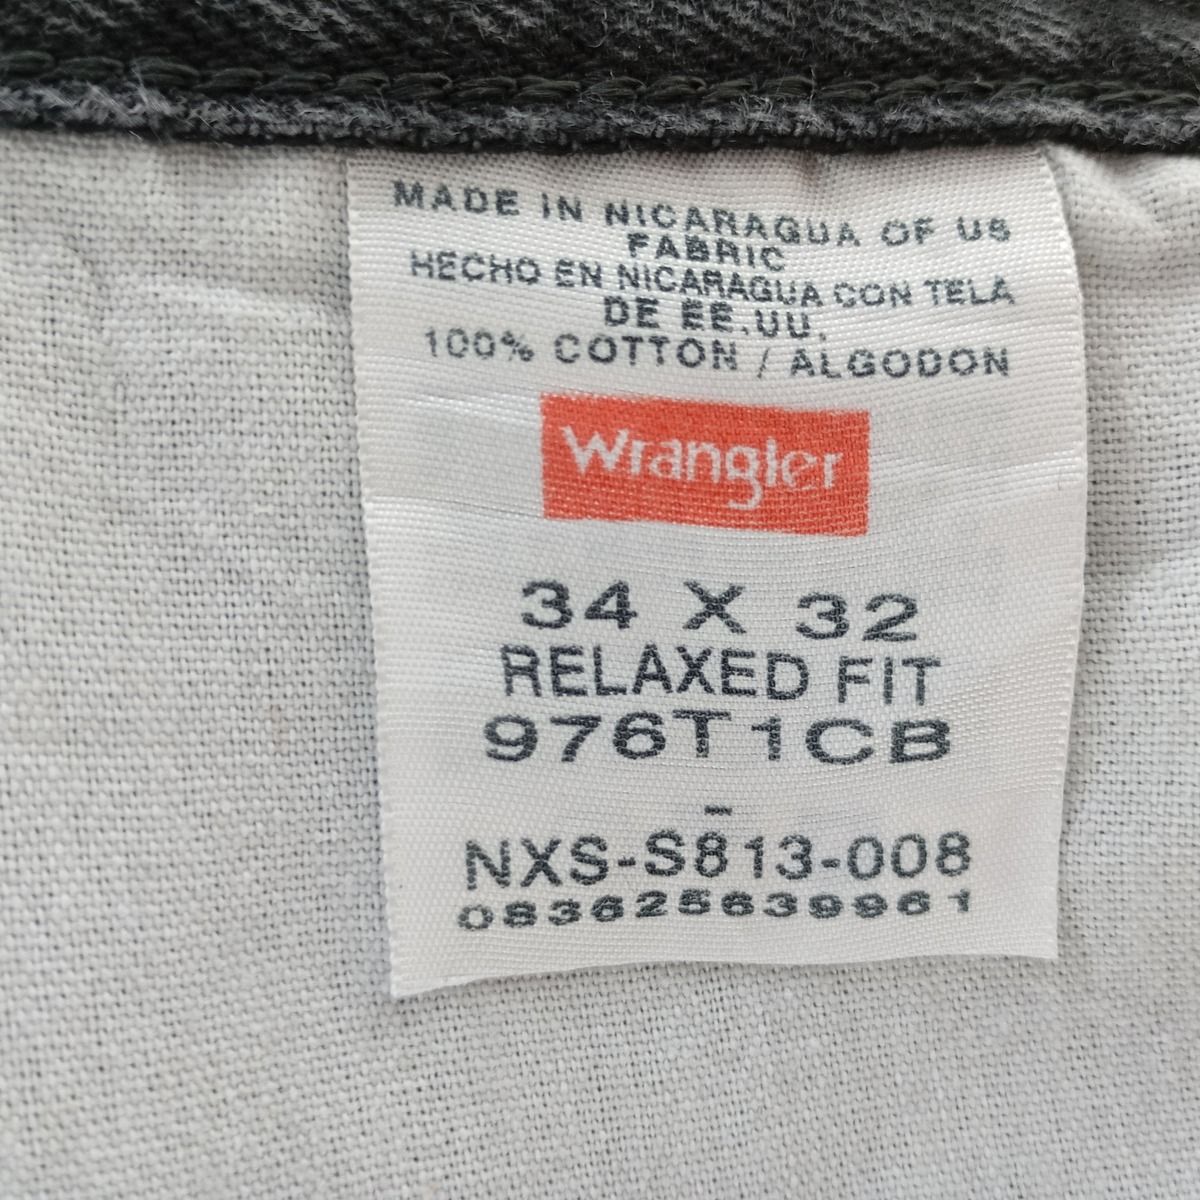 MADE IN NICARAGUA OF US
FABRIC
HECHO EN NICARAGUA CON TELA
DE EE.UU.
100% COTTON / ALGODON
Wrangler
34 X 32
RELAXED FIT
976T1CB
-
NXS-S813-008
083625639961